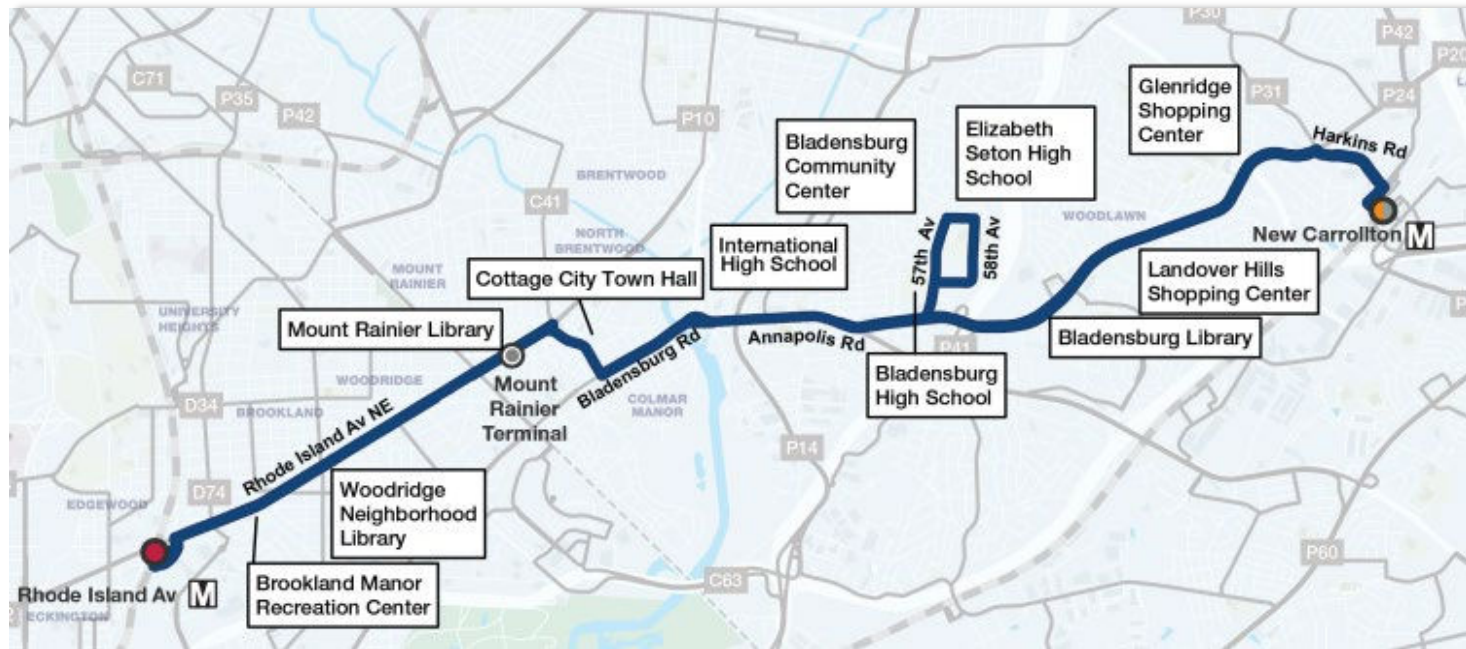 P30
P42
P20
C71
P35
P42
P10
P31
P24
Glenridge
Shopping
Center
Harkins Rd
Elizabeth
Seton High
School
Bladensburg
Community
Center
BRENTWOOD
C41
NORTH
BRENTWOOD
WOODLAWN
New Carrollton M
57th Av
58th Av
International
High School
MOUNT
RAINIER
Cottage City Town Hall
Landover Hills
Shopping Center
UNIVERSITY
HEIGHTS
Mount Rainier Library
Annapolis Rd
P41
Bladensburg Library
Bladensburg Rd
Mount
Rainier
Terminal
WOODRIDGE
Bladensburg
High School
D34
BROOKLAND
COLMAR
MANOR
Rhode Island Av NE
P14
D74
EDGEWOOD
Woodridge
Neighborhood
Library
P60
C63
Rhode Island Av M
Brookland Manor
Recreation Center
ECKINGTON